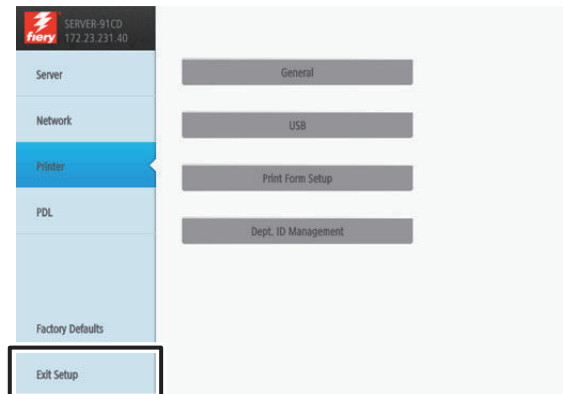 fiery
SERVER-91CD
172.23.231.40
Server
Network
Printer
PDL
Factory Defaults
Exit Setup
General
USB
Print Form Setup
Dept. ID Management